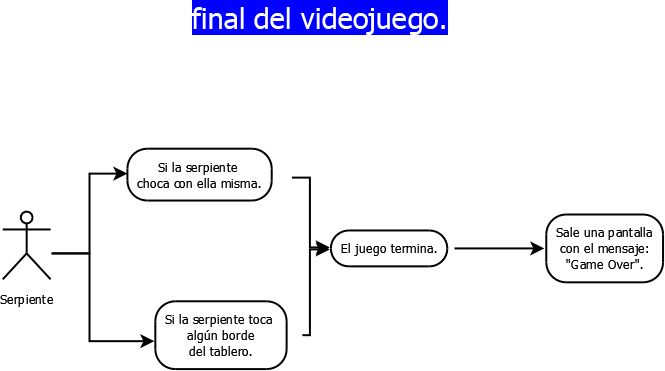 final del videojuego.
Si la serpiente
choca con ella misma.
Serpiente
Si la serpiente toca
algún borde
del tablero.
El juego termina.
Sale una pantalla
con el mensaje:
"Game Over".